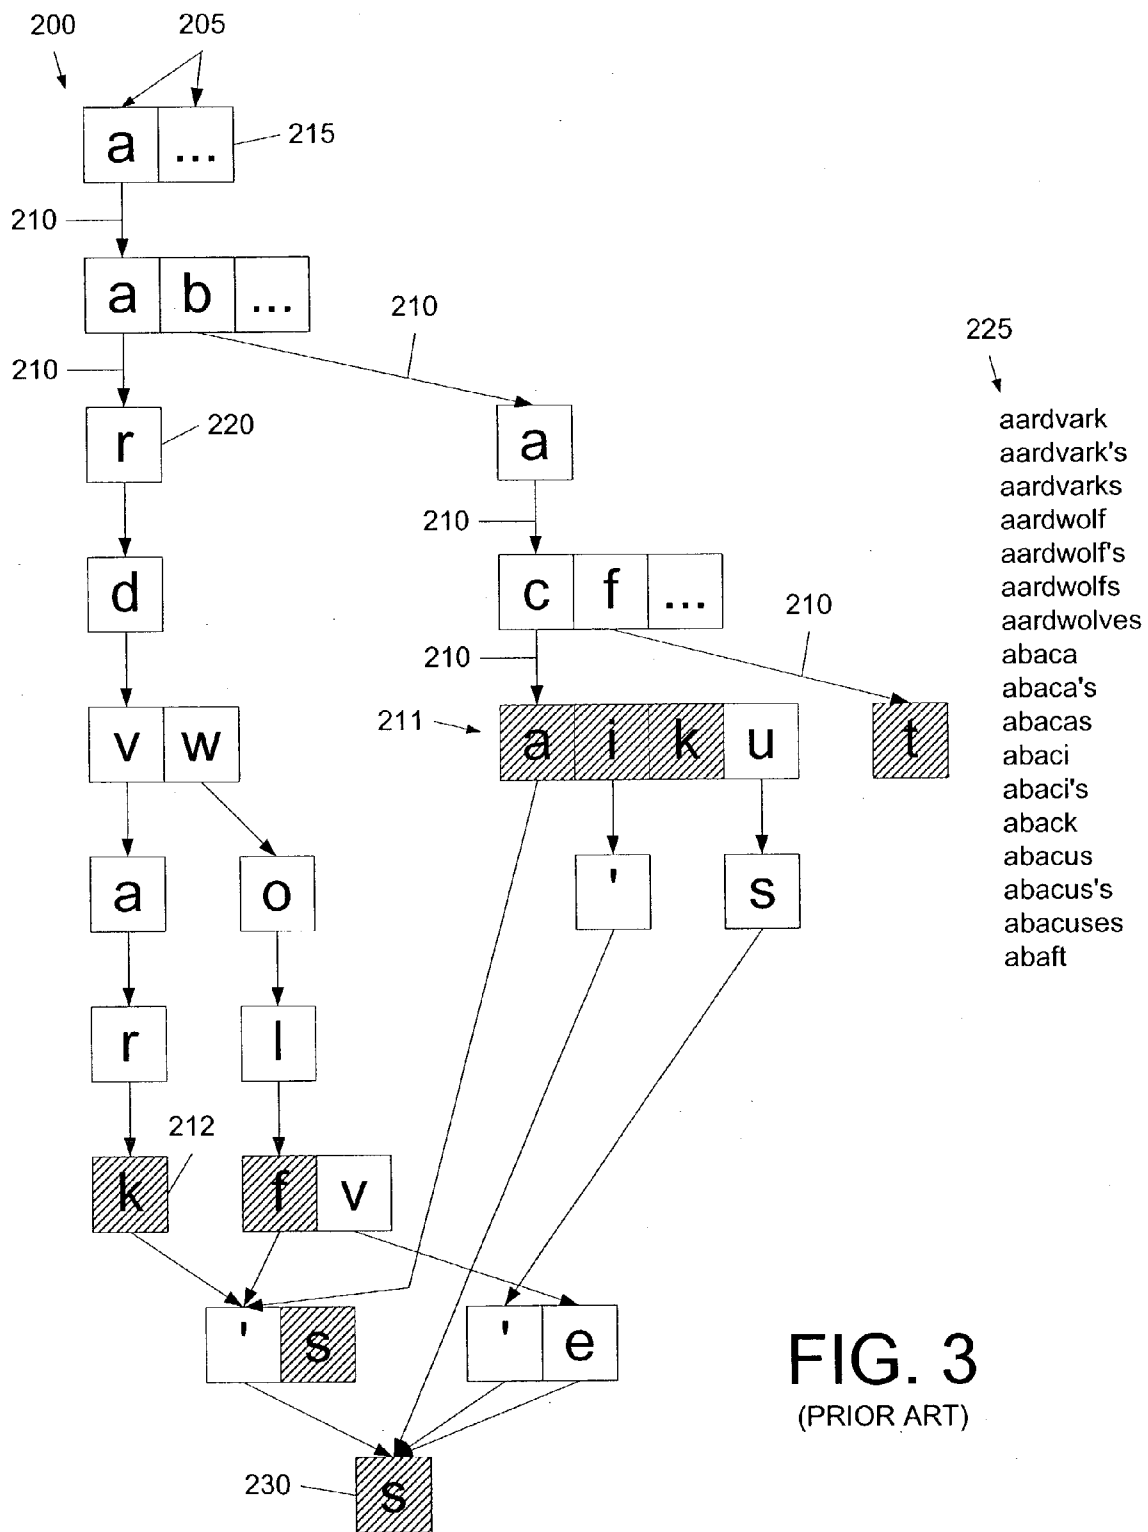 200 205
a ... 215
210
a b ...
210
225
210
r 220
a
aardvark
aardvark's
210
aardvarks
aardwolf
d
c f ...
aardwolf's
aardwolfs
210
aardwolves
210
abaca
abaca's
211
v w
a i k u
t
abacas
abaci
abaci's
aback
a o
' s
abacus
abacus's
abacuses
abaft
r l
212
k f v
' s ' e
FIG. 3
(PRIOR ART)
230 s